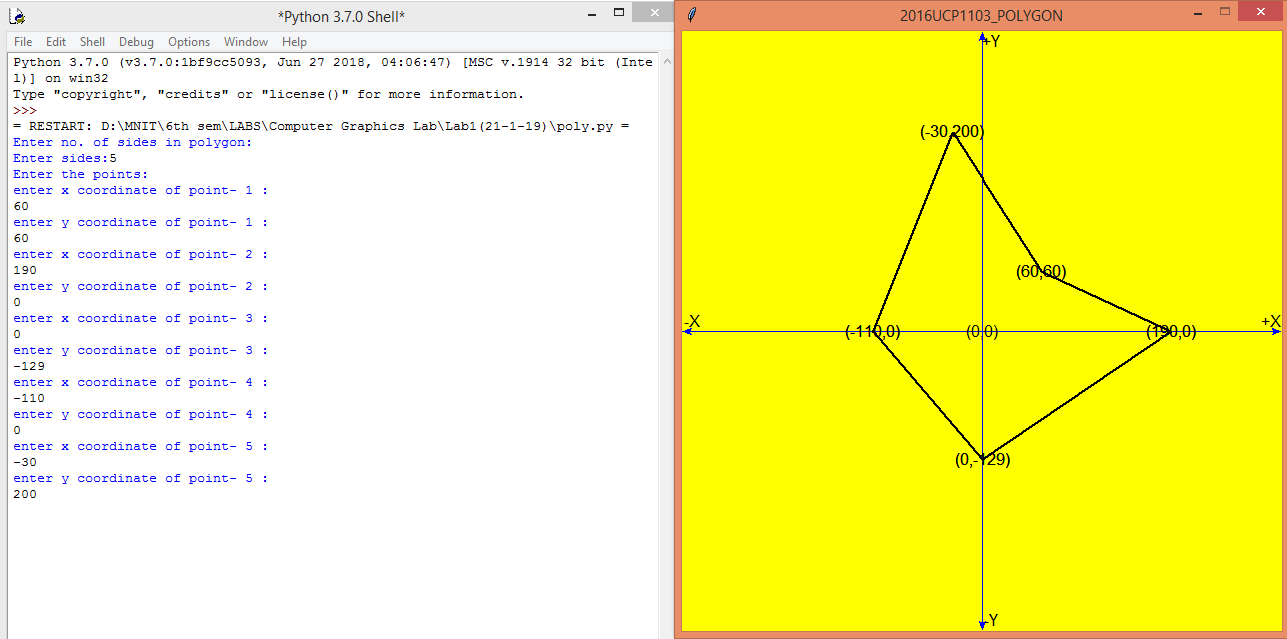 *Python 3.7.0 Shell*
File Edit Shell Debug Options Window Help
Python 3.7.0 (v3.7.0:1bf9cc5093, Jun 27 2018, 04:06:47) [MSC v.1914 32 bit (Inte
l)] on win32
Type "copyright", "credits" or "license()" for more information.
>>>
= RESTART: D:\MNIT\6th sem\LABS\Computer Graphics Lab\Lab1(21-1-19)\poly.py =
Enter no. of sides in polygon:
Enter sides:5
Enter the points:
enter x coordinate of point- 1 :
60
enter y coordinate of point- 1 :
60
enter x coordinate of point- 2 :
190
enter y coordinate of point- 2 :
0
enter x coordinate of point- 3 :
0
enter y coordinate of point- 3 :
-129
enter x coordinate of point- 4 :
-110
enter y coordinate of point- 4 :
0
enter x coordinate of point- 5 :
-30
enter y coordinate of point- 5 :
200
2016UCP1103_POLYGON
+Y
(-30,200)
(60,60)
-X
+X
(-110,0)
(0,0)
(190,0)
(0,-129)
-Y